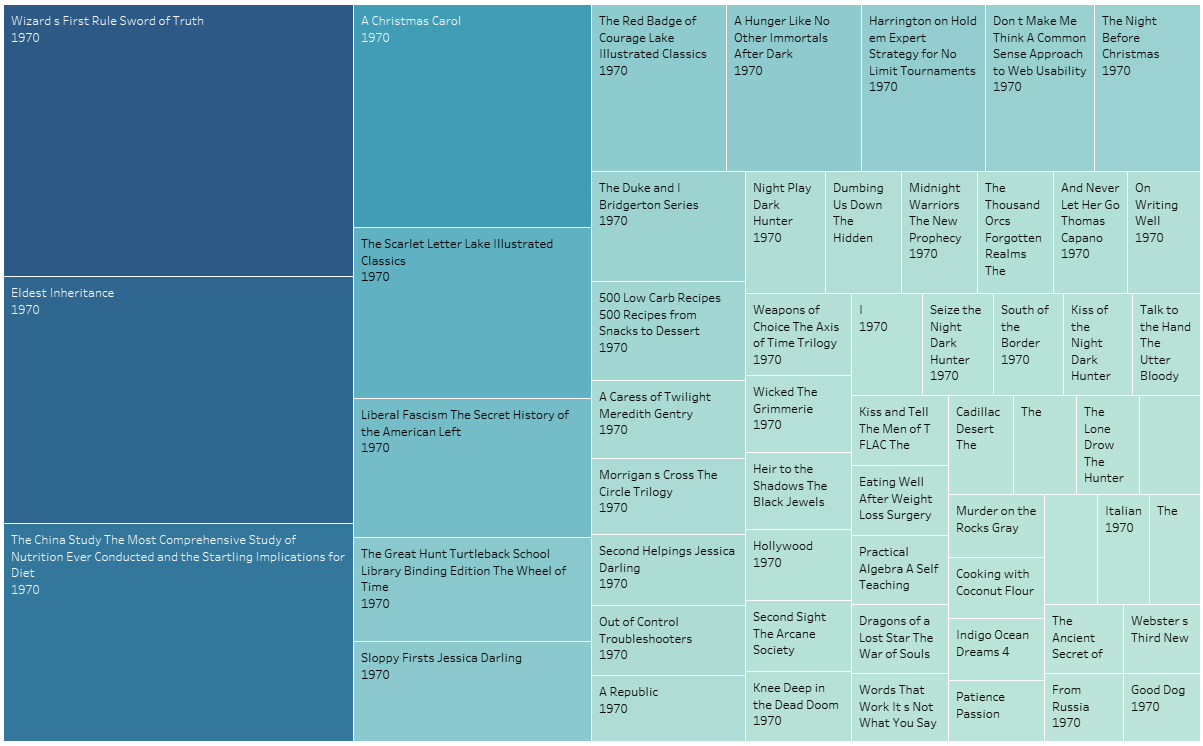 Wizard s First Rule Sword of Truth
1970
Eldest Inheritance
1970
The China Study The Most Comprehensive Study of
Nutrition Ever Conducted and the Startling Implications for
Diet
1970
A Christmas Carol
1970
The Scarlet Letter Lake Illustrated
Classics
1970
Liberal Fascism The Secret History of
the American Left
1970
The Great Hunt Turtleback School
Library Binding Edition The Wheel of
Time
1970
Sloppy Firsts Jessica Darling
1970
The Red Badge of
Courage Lake
Illustrated Classics
1970
A Hunger Like No
Other Immortals
After Dark
1970
Harrington on Hold
em Expert
Strategy for No
Limit Tournaments
1970
Don t Make Me
Think A Common
Sense Approach
to Web Usability
1970
The Night
Before
Christmas
1970
The Duke and I
Bridgerton Series
1970
500 Low Carb Recipes
500 Recipes from
Snacks to Dessert
1970
A Caress of Twilight
Meredith Gentry
1970
Morrigan s Cross The
Circle Trilogy
1970
Second Helpings Jessica
Darling
1970
Out of Control
Troubleshooters
1970
A Republic
1970
Night Play
Dark
Hunter
1970
Dumbing
Us Down
The
Hidden
Midnight
Warriors
The New
Prophecy
1970
The
Thousand
Orcs
Forgotten
Realms
The
And Never
Let Her Go
Thomas
Capano
1970
On
Writing
Well
1970
Weapons of
Choice The Axis
of Time Trilogy
1970
Wicked The
Grimmerie
1970
Heir to the
Shadows The
Black Jewels
Hollywood
1970
Second Sight
The Arcane
Society
Knee Deep in
the Dead Doom
1970
I
1970
Seize the
Night
Dark
Hunter
1970
South of
the
Border
1970
Kiss of
the
Night
Dark
Hunter
Talk to
the Hand
The
Utter
Bloody
Kiss and Tell
The Men of T
FLAC The
Eating Well
After Weight
Loss Surgery
Practical
Algebra A Self
Teaching
Dragons of a
Lost Star The
War of Souls
Words That
Work It s Not
What You Say
Cadillac
Desert
The
The
The
Lone
Drow
The
Hunter
Murder on the
Rocks Gray
Cooking with
Coconut Flour
Indigo Ocean
Dreams 4
Patience
Passion
Italian
1970
The
The
Ancient
Secret of
Webster s
Third New
From
Russia
1970
Good Dog
1970